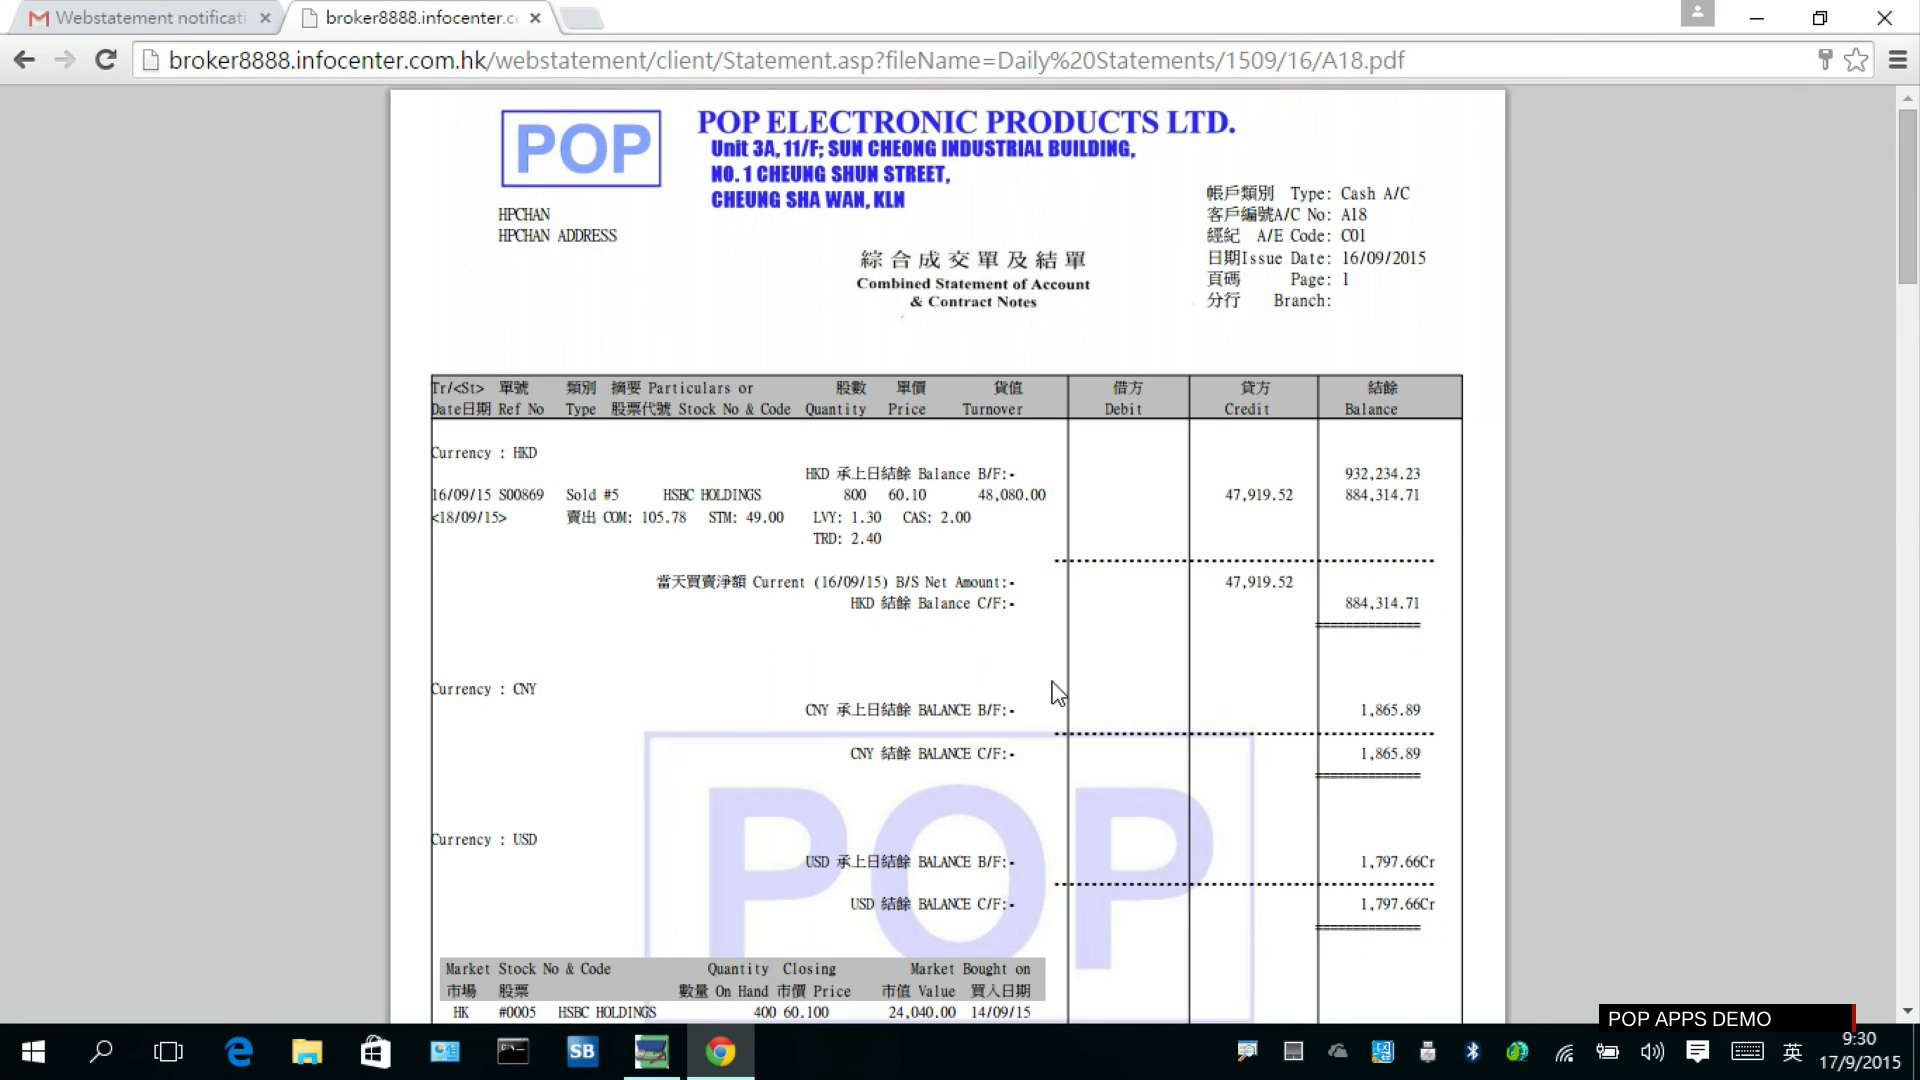 Webstatement notificati
broker8888.infocenter.co
broker8888.infocenter.com.hk/webstatement/client/Statement.asp?fileName=Daily%20Statements/1509/16/A18.pdf
POP
POP ELECTRONIC PRODUCTS LTD.
Unit 3A, 11/F; SUN CHEONG INDUSTRIAL BUILDING,
NO. 1 CHEUNG SHUN STREET,
CHEUNG SHA WAN, KLN
HPCHAN
HPCHAN ADDRESS
帳戶類別 Type: Cash A/C
客戶編號A/C No: A18
經紀 A/E Code: C01
日期Issue Date: 16/09/2015
頁碼 Page: 1
分行 Branch:
綜合成交單及結單
Combined Statement of Account
& Contract Notes
Tr/<St> 單號 類別 摘要 Particulars or 股數 單價 貨值 借方 貸方 結餘
Date日期 Ref No Type 股票代號 Stock No & Code Quantity Price Turnover Debit Credit Balance
Currency : HKD
HKD 承上日結餘 Balance B/F:- 932,234.23
16/09/15 S00869 Sold #5 HSBC HOLDINGS 800 60.10 48,080.00 47,919.52 884,314.71
<18/09/15> 賣出 COM: 105.78 STM: 49.00 LVY: 1.30 CAS: 2.00
TRD: 2.40
當天買賣淨額 Current (16/09/15) B/S Net Amount:- 47,919.52
HKD 結餘 Balance C/F:- 884,314.71
Currency : CNY
CNY 承上日結餘 BALANCE B/F:- 1,865.89
CNY 結餘 BALANCE C/F:- 1,865.89
POP
Currency : USD
USD 承上日結餘 BALANCE B/F:- 1,797.66Cr
USD 結餘 BALANCE C/F:- 1,797.66Cr
Market Stock No & Code Quantity Closing Market Bought on
市場 股票 數量 On Hand 市價 Price 市值 Value 買入日期
HK #0005 HSBC HOLDINGS 400 60.100 24,040.00 14/09/15
POP APPS DEMO
SB
英
9:30
17/9/2015